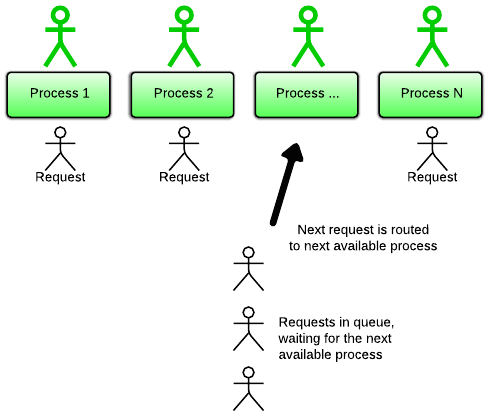 Process 1
Process 2
Process ...
Process N
Request
Request
Request
Next request is routed
to next available process
Requests in queue,
waiting for the next
available process